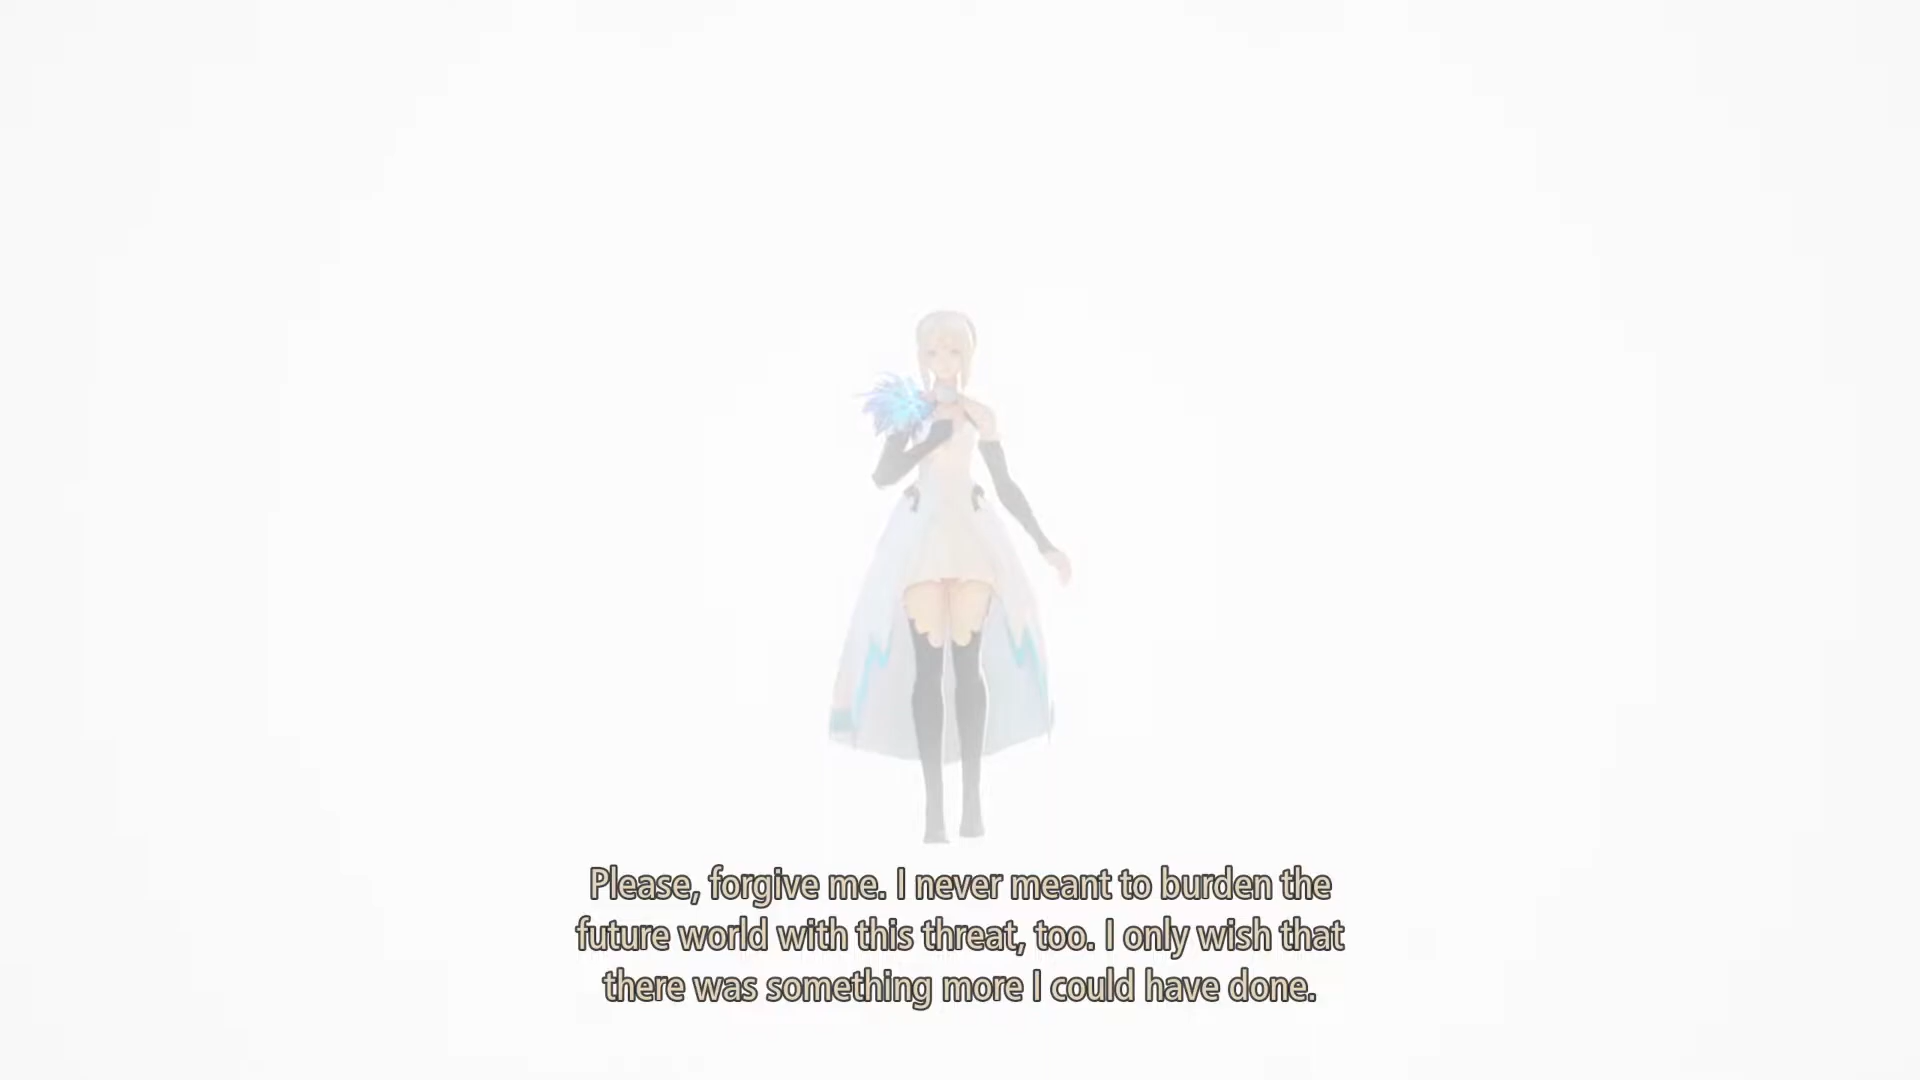 Please, forgive me. I never meant to burden the
future world with this threat, too. I only wish that
there was something more I could have done.